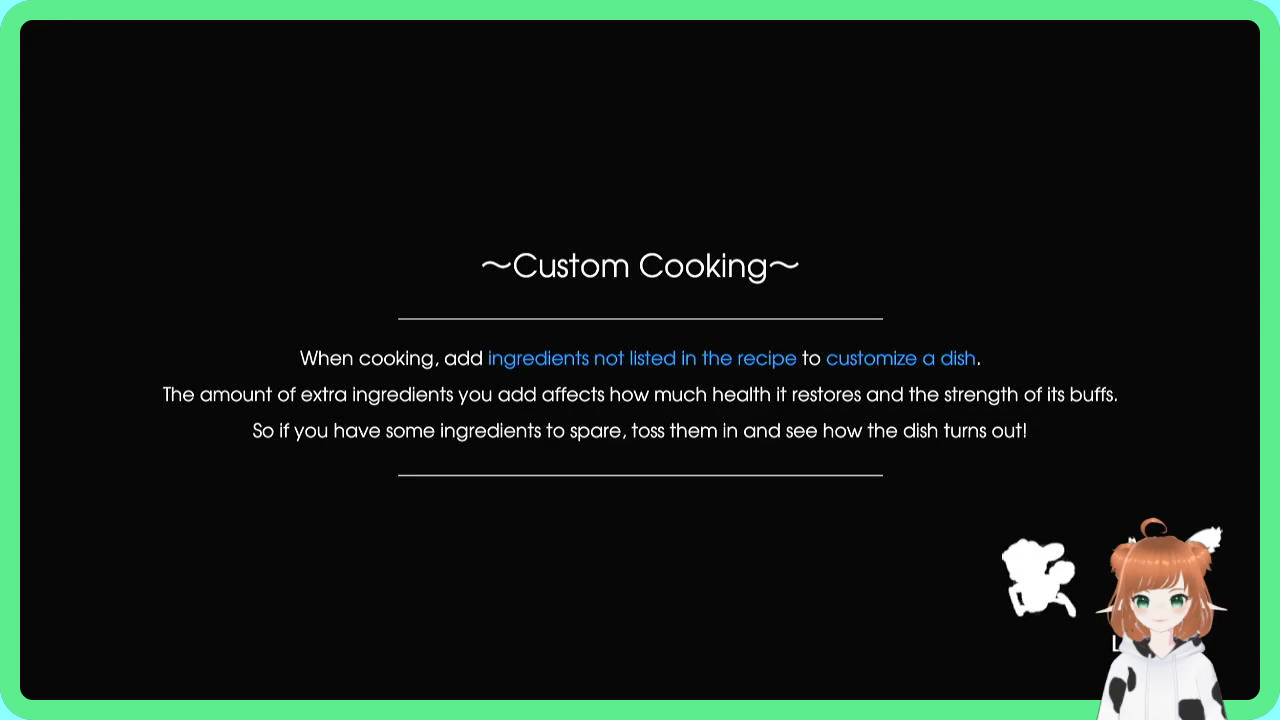 ～Custom Cooking～
When cooking, add ingredients not listed in the recipe to customize a dish.
The amount of extra ingredients you add affects how much health it restores and the strength of its buffs.
So if you have some ingredients to spare, toss them in and see how the dish turns out!